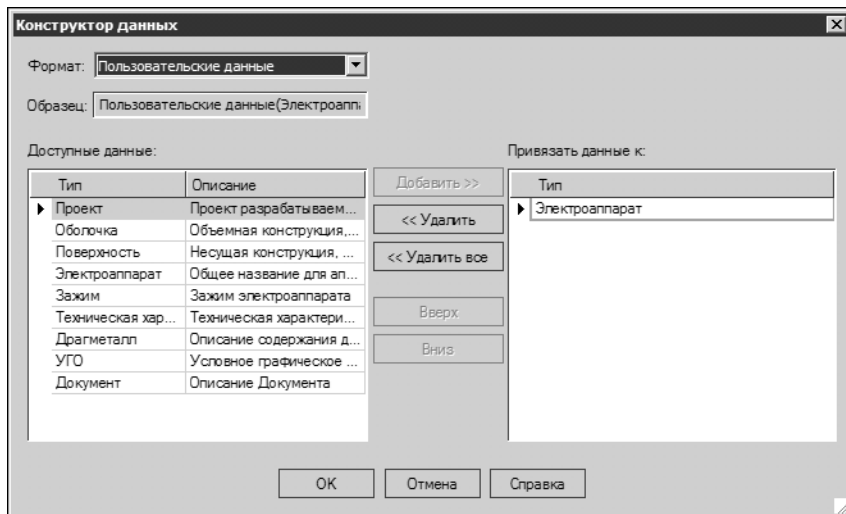 Конструктор данных
Формат: Пользовательские данные
Образец: Пользовательские данные(Электроаппа
Доступные данные:
Привязать данные к:
Тип Описание
Проект Проект разрабатываем...
Оболочка Объемная конструкция,...
Поверхность Несущая конструкция, ...
Электроаппарат Общее название для ап...
Зажим Зажим электроаппарата
Техническая хар... Техническая характери...
Драгметалл Описание содержания д...
УГО Условное графическое ...
Документ Описание Документа
Добавить >>
<< Удалить
<< Удалить все
Вверх
Вниз
Тип
Электроаппарат
OK Отмена Справка